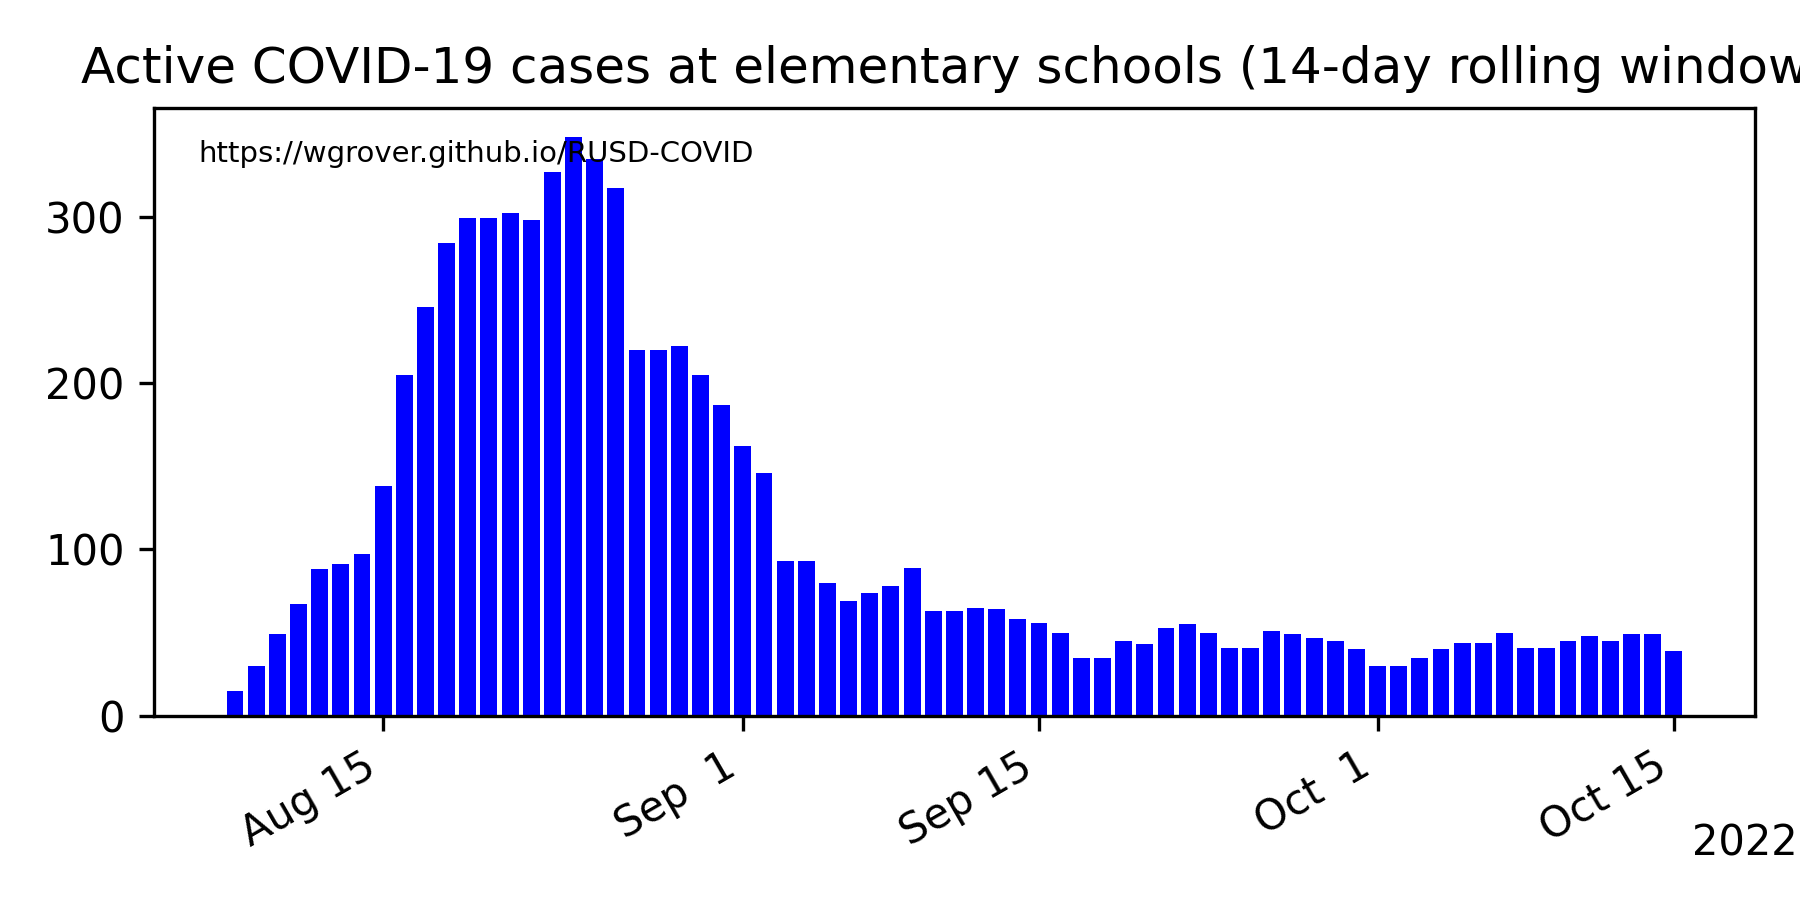 Active COVID-19 cases at elementary schools (14-day rolling window
https://wgrover.github.io/RUSD-COVID
300
200
100
0
Aug 15
Sep 1
Sep 15
Oct 1
Oct 15
2022